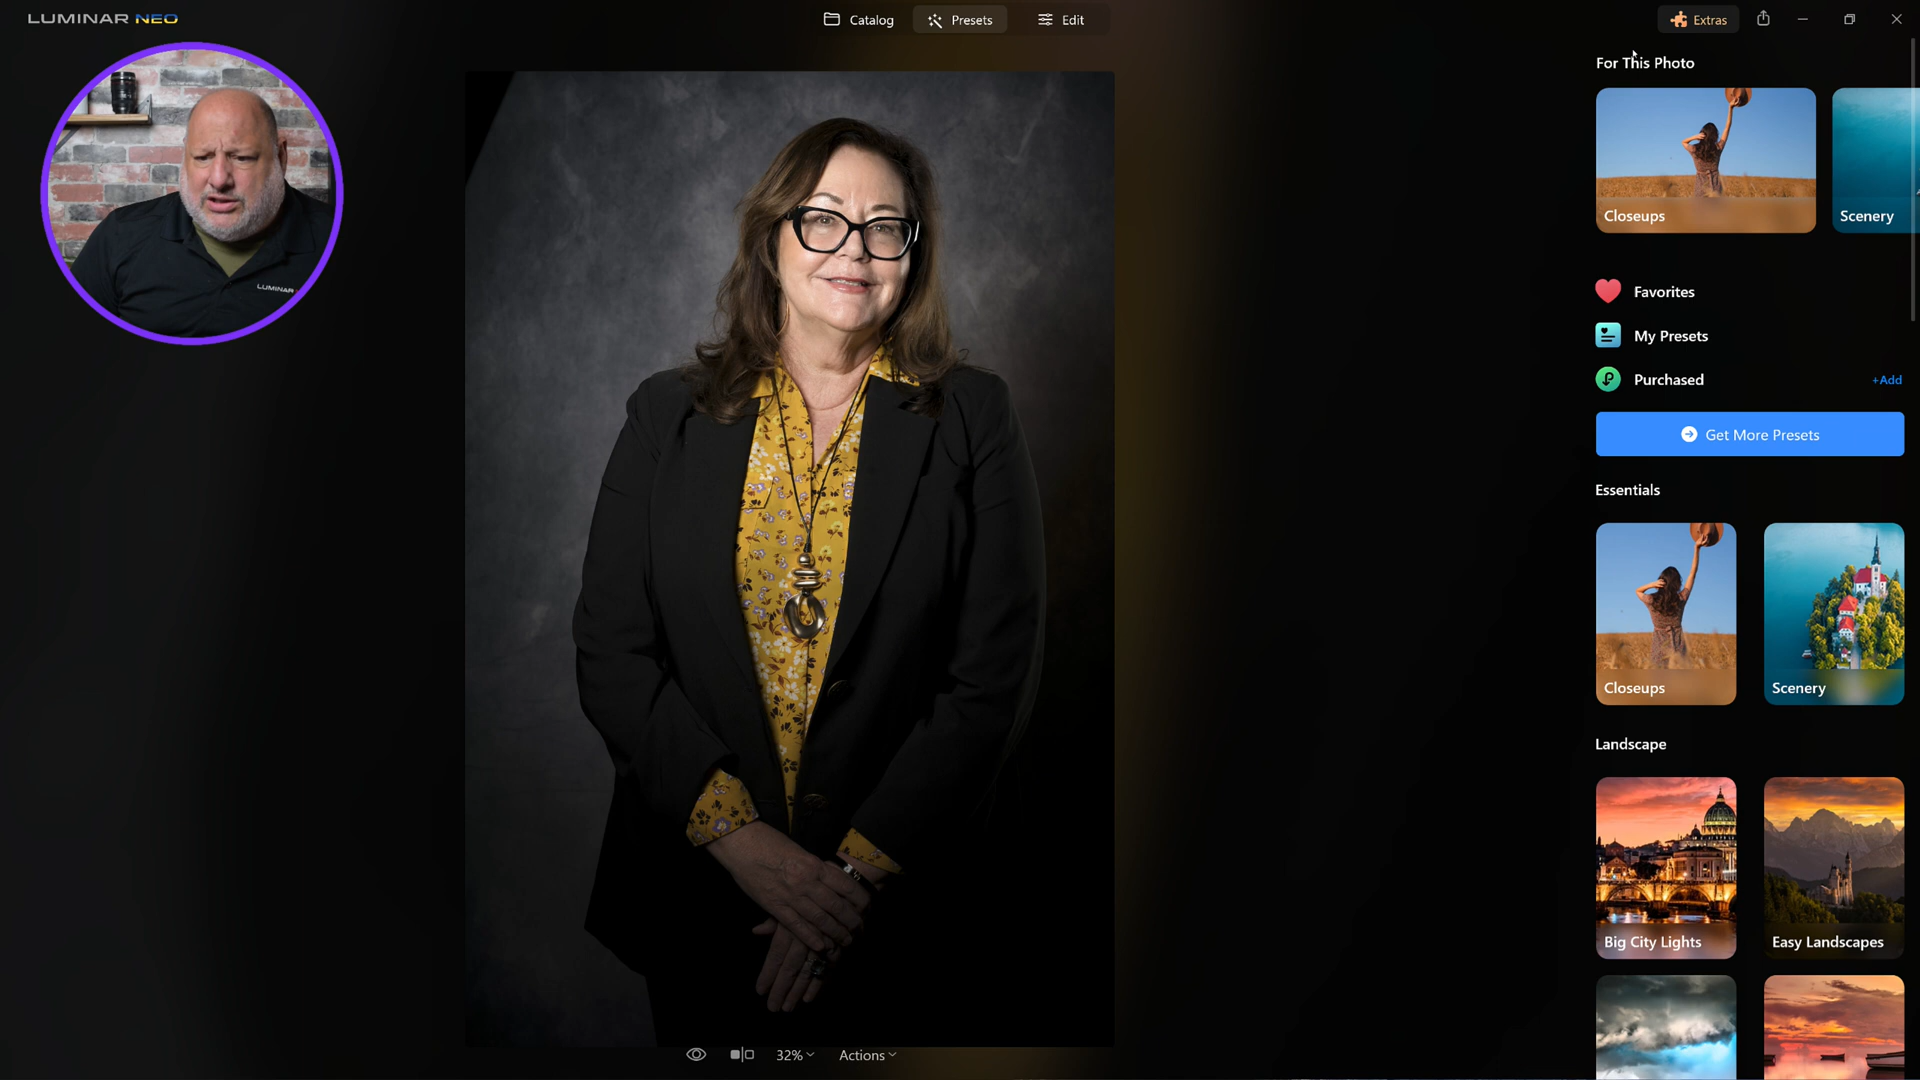 LUMINAR NEO
Catalog
Presets
Edit
Extras
For This Photo
Closeups
Scenery
Favorites
My Presets
Purchased
+Add
Get More Presets
Essentials
Closeups
Scenery
Landscape
Big City Lights
Easy Landscapes
LUMINAR
32%
Actions